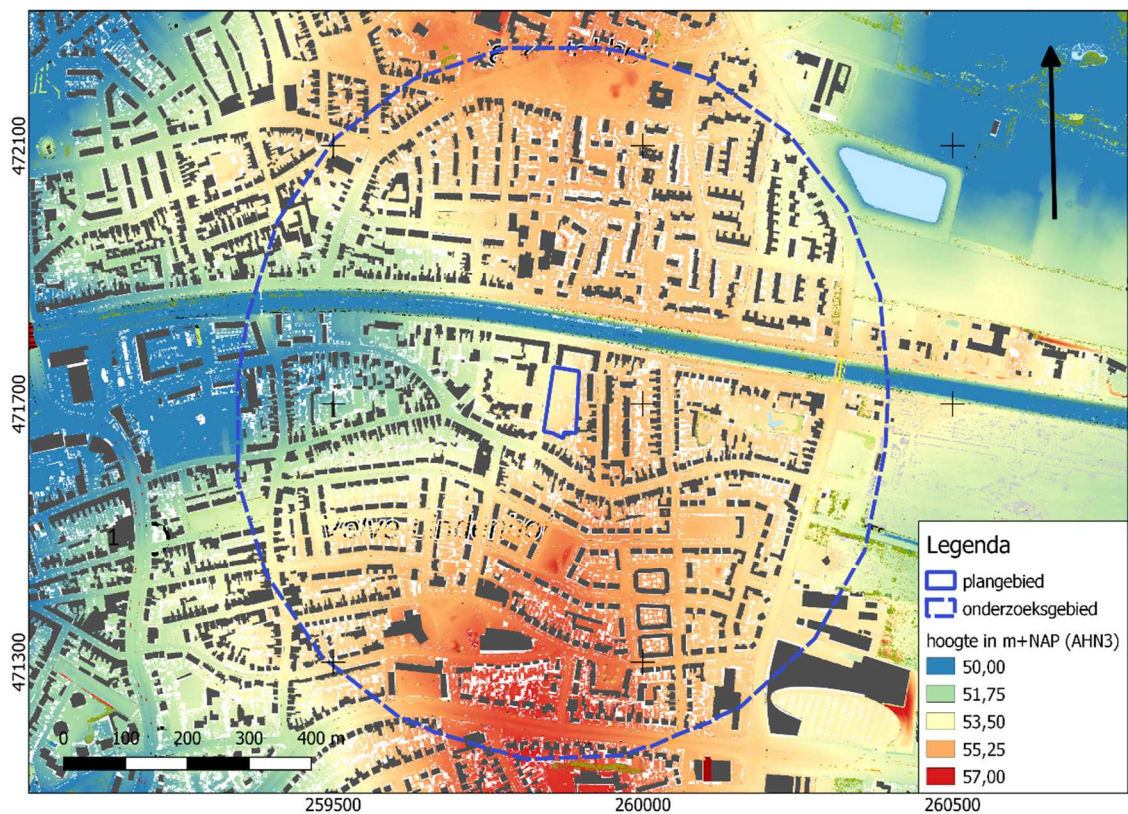 472100
471700
471300
Legenda
plangebied
onderzoeksgebied
hoogte in m+NAP (AHN3)
50,00
51,75
53,50
55,25
57,00
0 100 200 300 400 m
259500 260000 260500